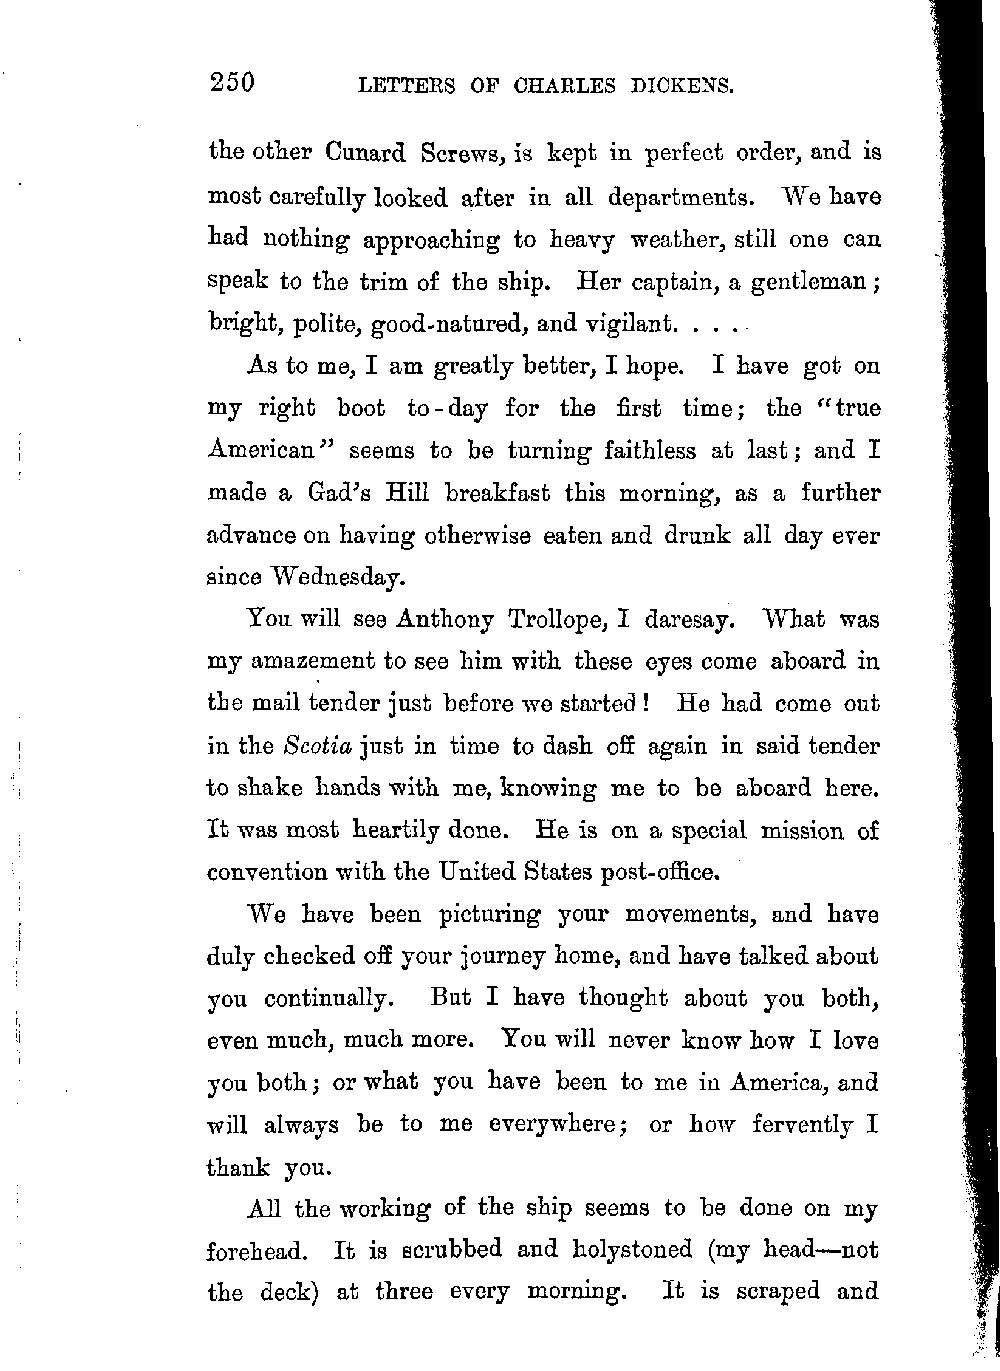 250 LETTERS OF CHARLES DICKENS.
the other Cunard Screws, is kept in perfect order, and is
most carefully looked after in all departments. We have
had nothing approaching to heavy weather, still one can
speak to the trim of the ship. Her captain, a gentleman;
bright, polite, good-natured, and vigilant. . . . .
As to me, I am greatly better, I hope. I have got on
my right boot to-day for the first time; the "true
American" seems to be turning faithless at last; and I
made a Gad's Hill breakfast this morning, as a further
advance on having otherwise eaten and drunk all day ever
since Wednesday.
You will see Anthony Trollope, I daresay. What was
my amazement to see him with these eyes come aboard in
the mail tender just before we started! He had come out
in the Scotia just in time to dash off again in said tender
to shake hands with me, knowing me to be aboard here.
It was most heartily done. He is on a special mission of
convention with the United States post-office.
We have been picturing your movements, and have
duly checked off your journey home, and have talked about
you continually. But I have thought about you both,
even much, much more. You will never know how I love
you both; or what you have been to me in America, and
will always be to me everywhere; or how fervently I
thank you.
All the working of the ship seems to be done on my
forehead. It is scrubbed and holystoned (my head—not
the deck) at three every morning. It is scraped and